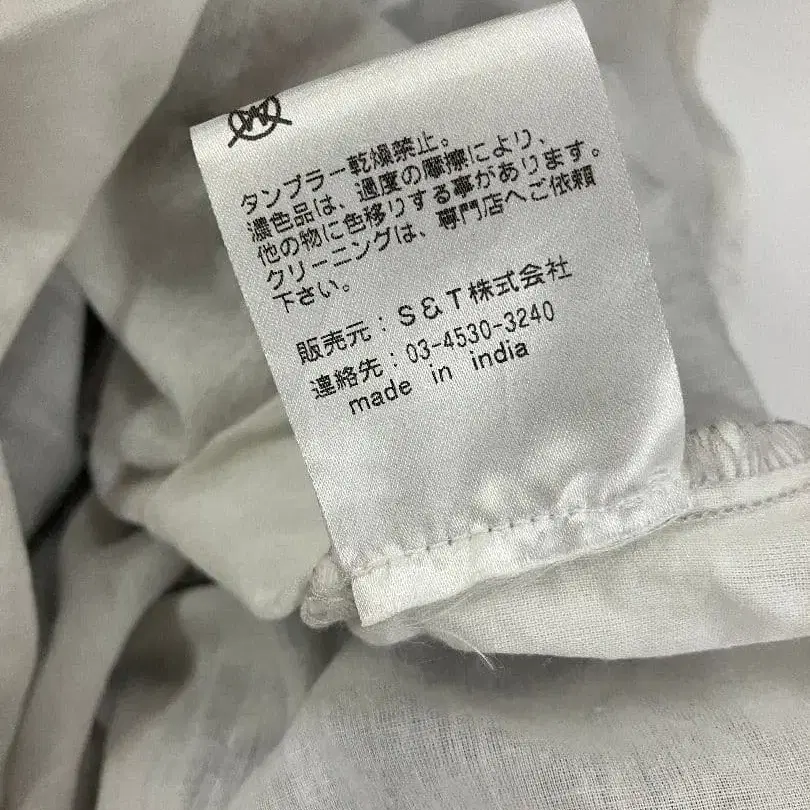 タンブラー乾燥禁止。
濃色品は、過度の摩擦により、
他の物に色移りする事があります。
クリーニングは、専門店へご依頼
下さい。
販売元：S&T株式会社
連絡先：03-4530-3240
made in india